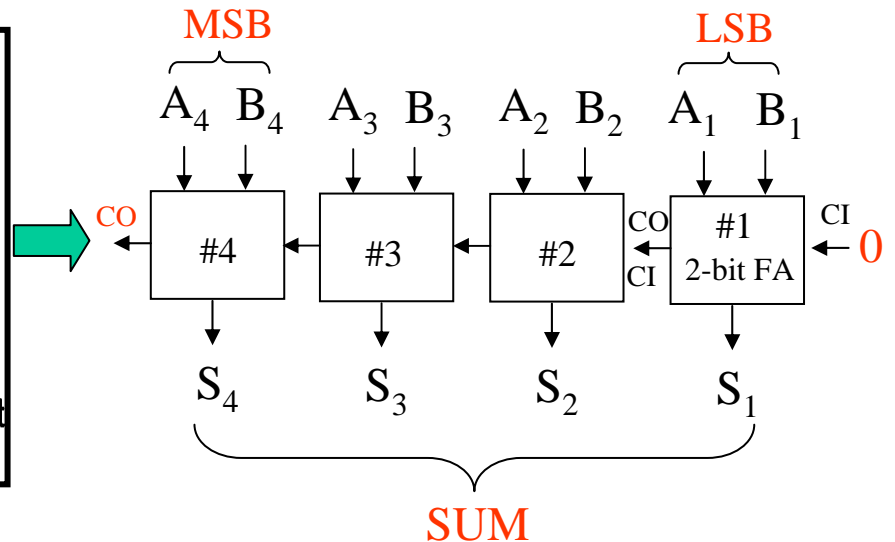 MSB LSB
A₄ B₄ A₃ B₃ A₂ B₂ A₁ B₁
CO #4 #3 #2 CO CI #1 2-bit FA CI 0
S₄ S₃ S₂ S₁
SUM